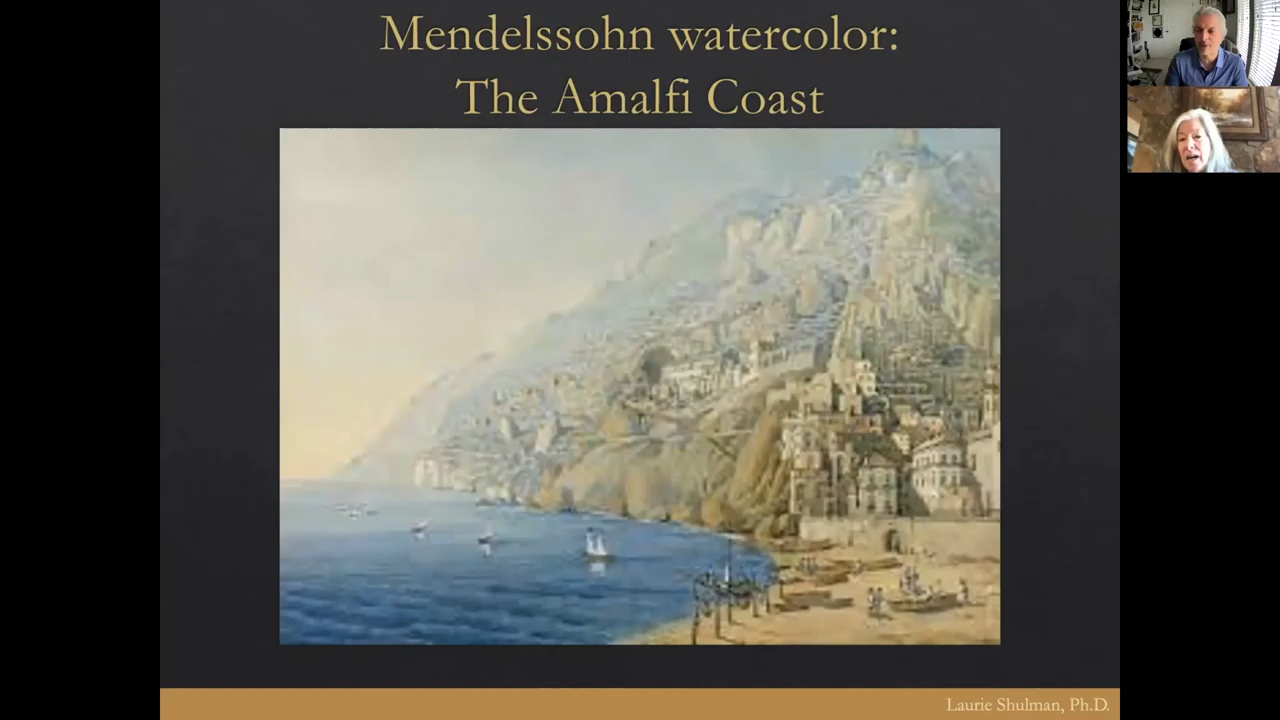 Mendelssohn watercolor:
The Amalfi Coast
Laurie Shulman, Ph.D.